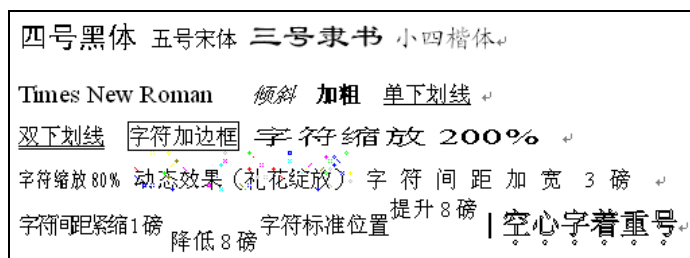 四号黑体 五号宋体 三号隶书 小四楷体
Times New Roman 倾斜 加粗 单下划线
双下划线 字符加边框 字符缩放 200%
字符缩放 80% 动态效果（礼花绽放） 字符间距加宽 3 磅
字符间距紧缩1磅 降低 8 磅 字符标准位置 提升 8 磅 空心字着重号